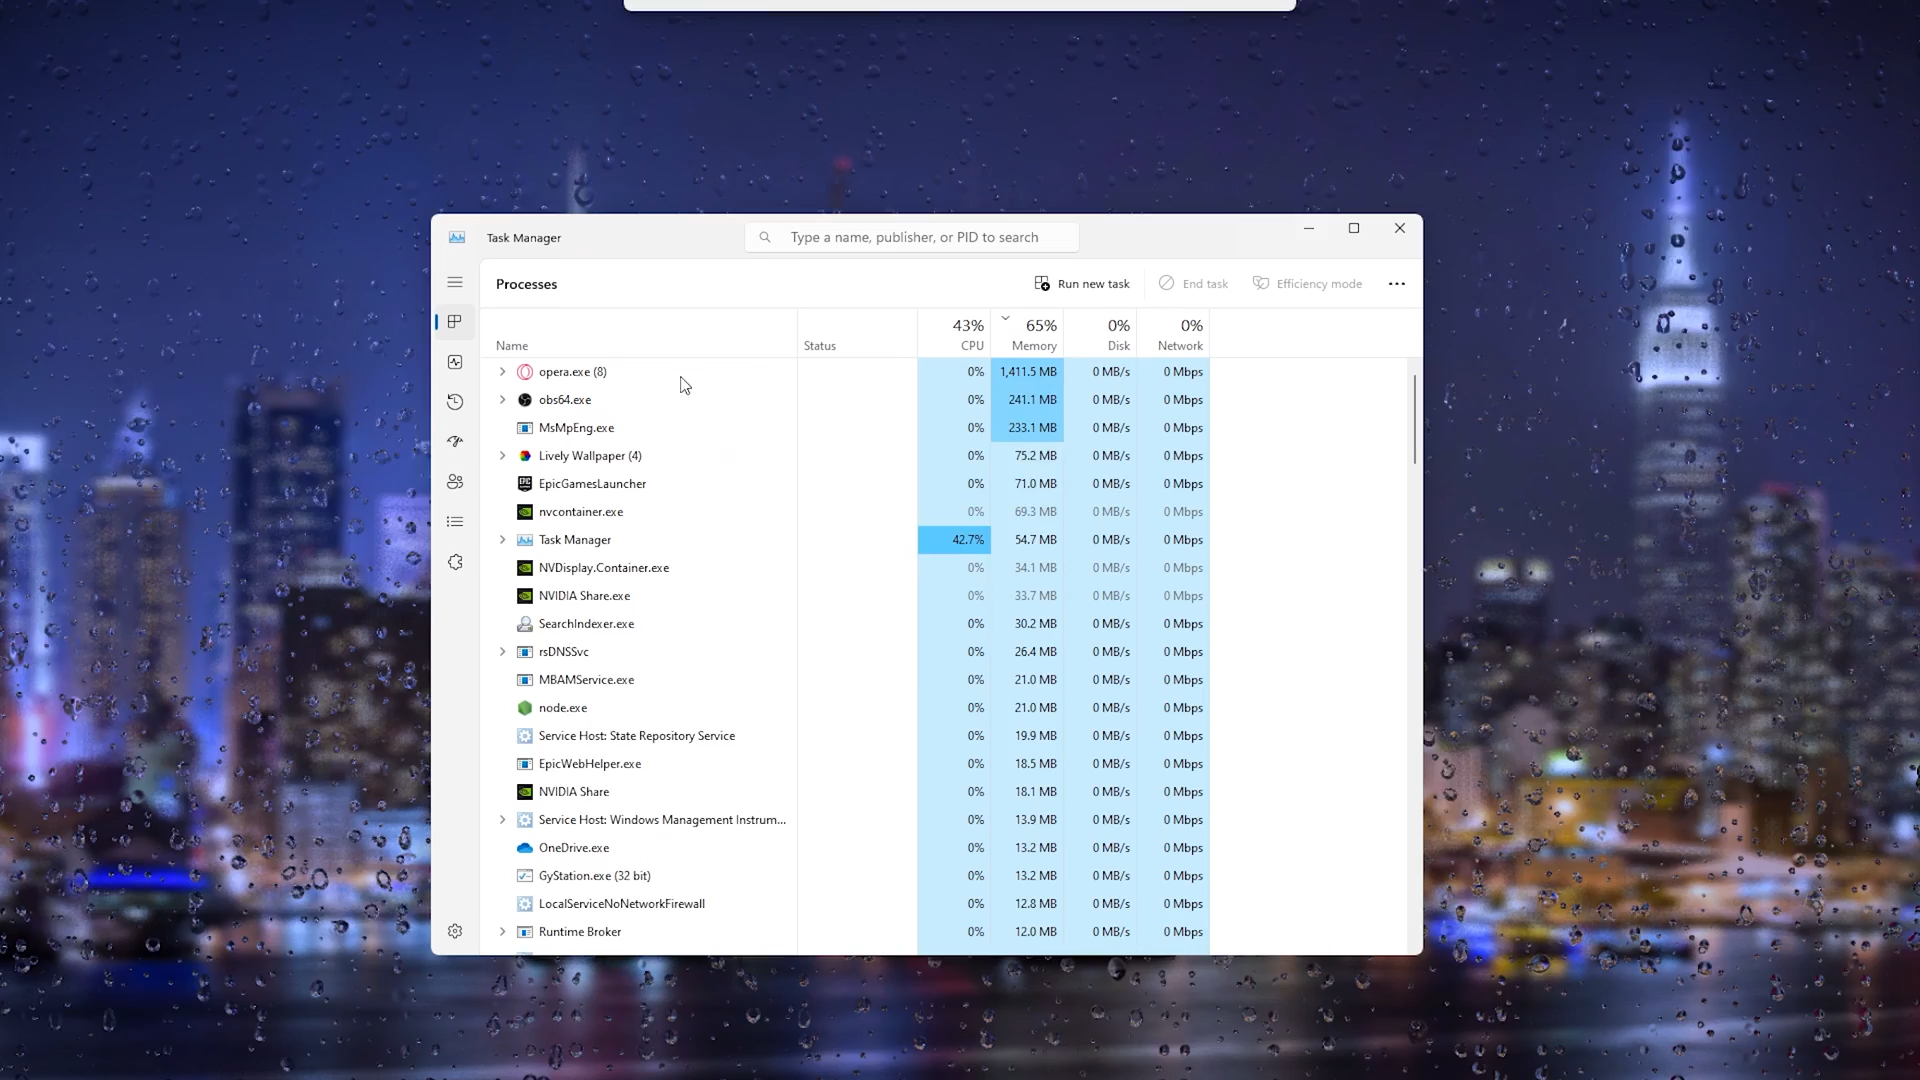 Task Manager
Type a name, publisher, or PID to search
Processes
Run new task
End task
Efficiency mode
43% 65% 0% 0%
Name Status CPU Memory Disk Network
opera.exe (8) 0% 1,411.5 MB 0 MB/s 0 Mbps
obs64.exe 0% 241.1 MB 0 MB/s 0 Mbps
MsMpEng.exe 0% 233.1 MB 0 MB/s 0 Mbps
Lively Wallpaper (4) 0% 75.2 MB 0 MB/s 0 Mbps
EpicGamesLauncher 0% 71.0 MB 0 MB/s 0 Mbps
nvcontainer.exe 0% 69.3 MB 0 MB/s 0 Mbps
Task Manager 42.7% 54.7 MB 0 MB/s 0 Mbps
NVDisplay.Container.exe 0% 34.1 MB 0 MB/s 0 Mbps
NVIDIA Share.exe 0% 33.7 MB 0 MB/s 0 Mbps
SearchIndexer.exe 0% 30.2 MB 0 MB/s 0 Mbps
rsDNSSvc 0% 26.4 MB 0 MB/s 0 Mbps
MBAMService.exe 0% 21.0 MB 0 MB/s 0 Mbps
node.exe 0% 21.0 MB 0 MB/s 0 Mbps
Service Host: State Repository Service 0% 19.9 MB 0 MB/s 0 Mbps
EpicWebHelper.exe 0% 18.5 MB 0 MB/s 0 Mbps
NVIDIA Share 0% 18.1 MB 0 MB/s 0 Mbps
Service Host: Windows Management Instrum... 0% 13.9 MB 0 MB/s 0 Mbps
OneDrive.exe 0% 13.2 MB 0 MB/s 0 Mbps
GyStation.exe (32 bit) 0% 13.2 MB 0 MB/s 0 Mbps
LocalServiceNoNetworkFirewall 0% 12.8 MB 0 MB/s 0 Mbps
Runtime Broker 0% 12.0 MB 0 MB/s 0 Mbps